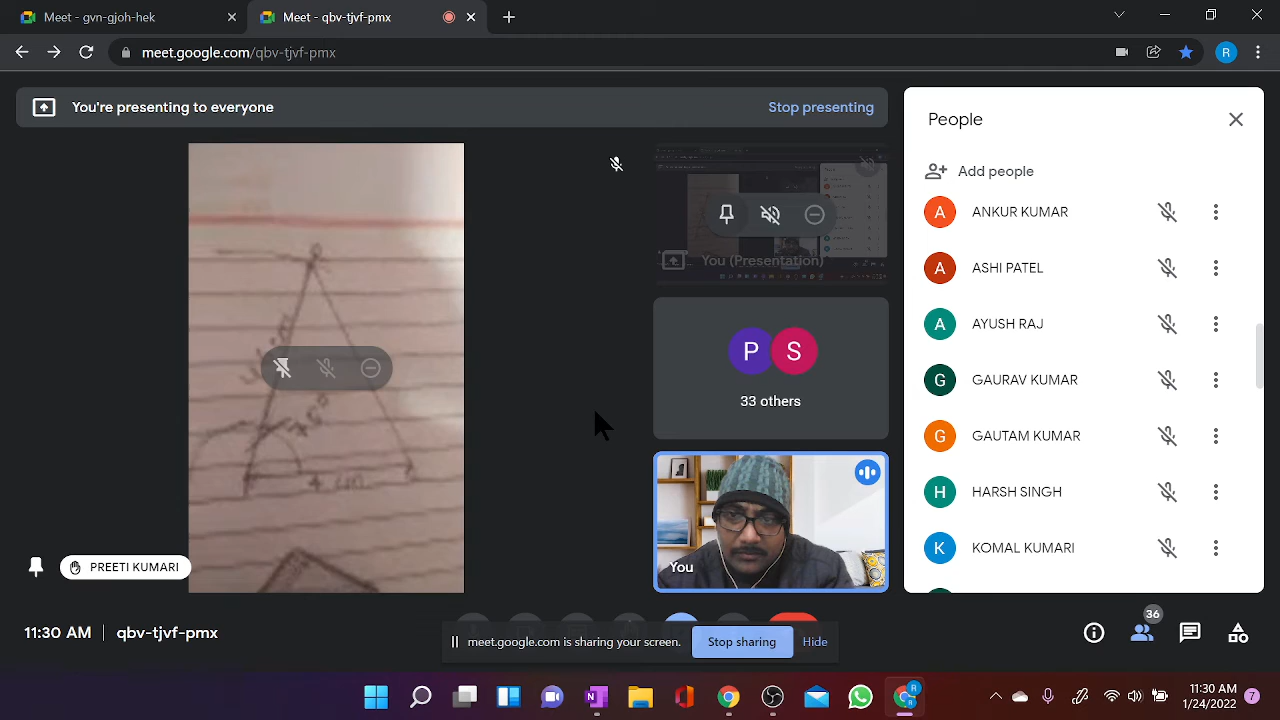 Meet - gvn-gjoh-hek
Meet - qbv-tjvf-pmx
meet.google.com/qbv-tjvf-pmx
R
You're presenting to everyone
Stop presenting
People
Add people
A ANKUR KUMAR
A ASHI PATEL
A AYUSH RAJ
G GAURAV KUMAR
G GAUTAM KUMAR
H HARSH SINGH
K KOMAL KUMARI
You (Presentation)
P S
33 others
You
4 cm
PREETI KUMARI
11:30 AM | qbv-tjvf-pmx
36
meet.google.com is sharing your screen.
Stop sharing
Hide
11:30 AM
1/24/2022
7